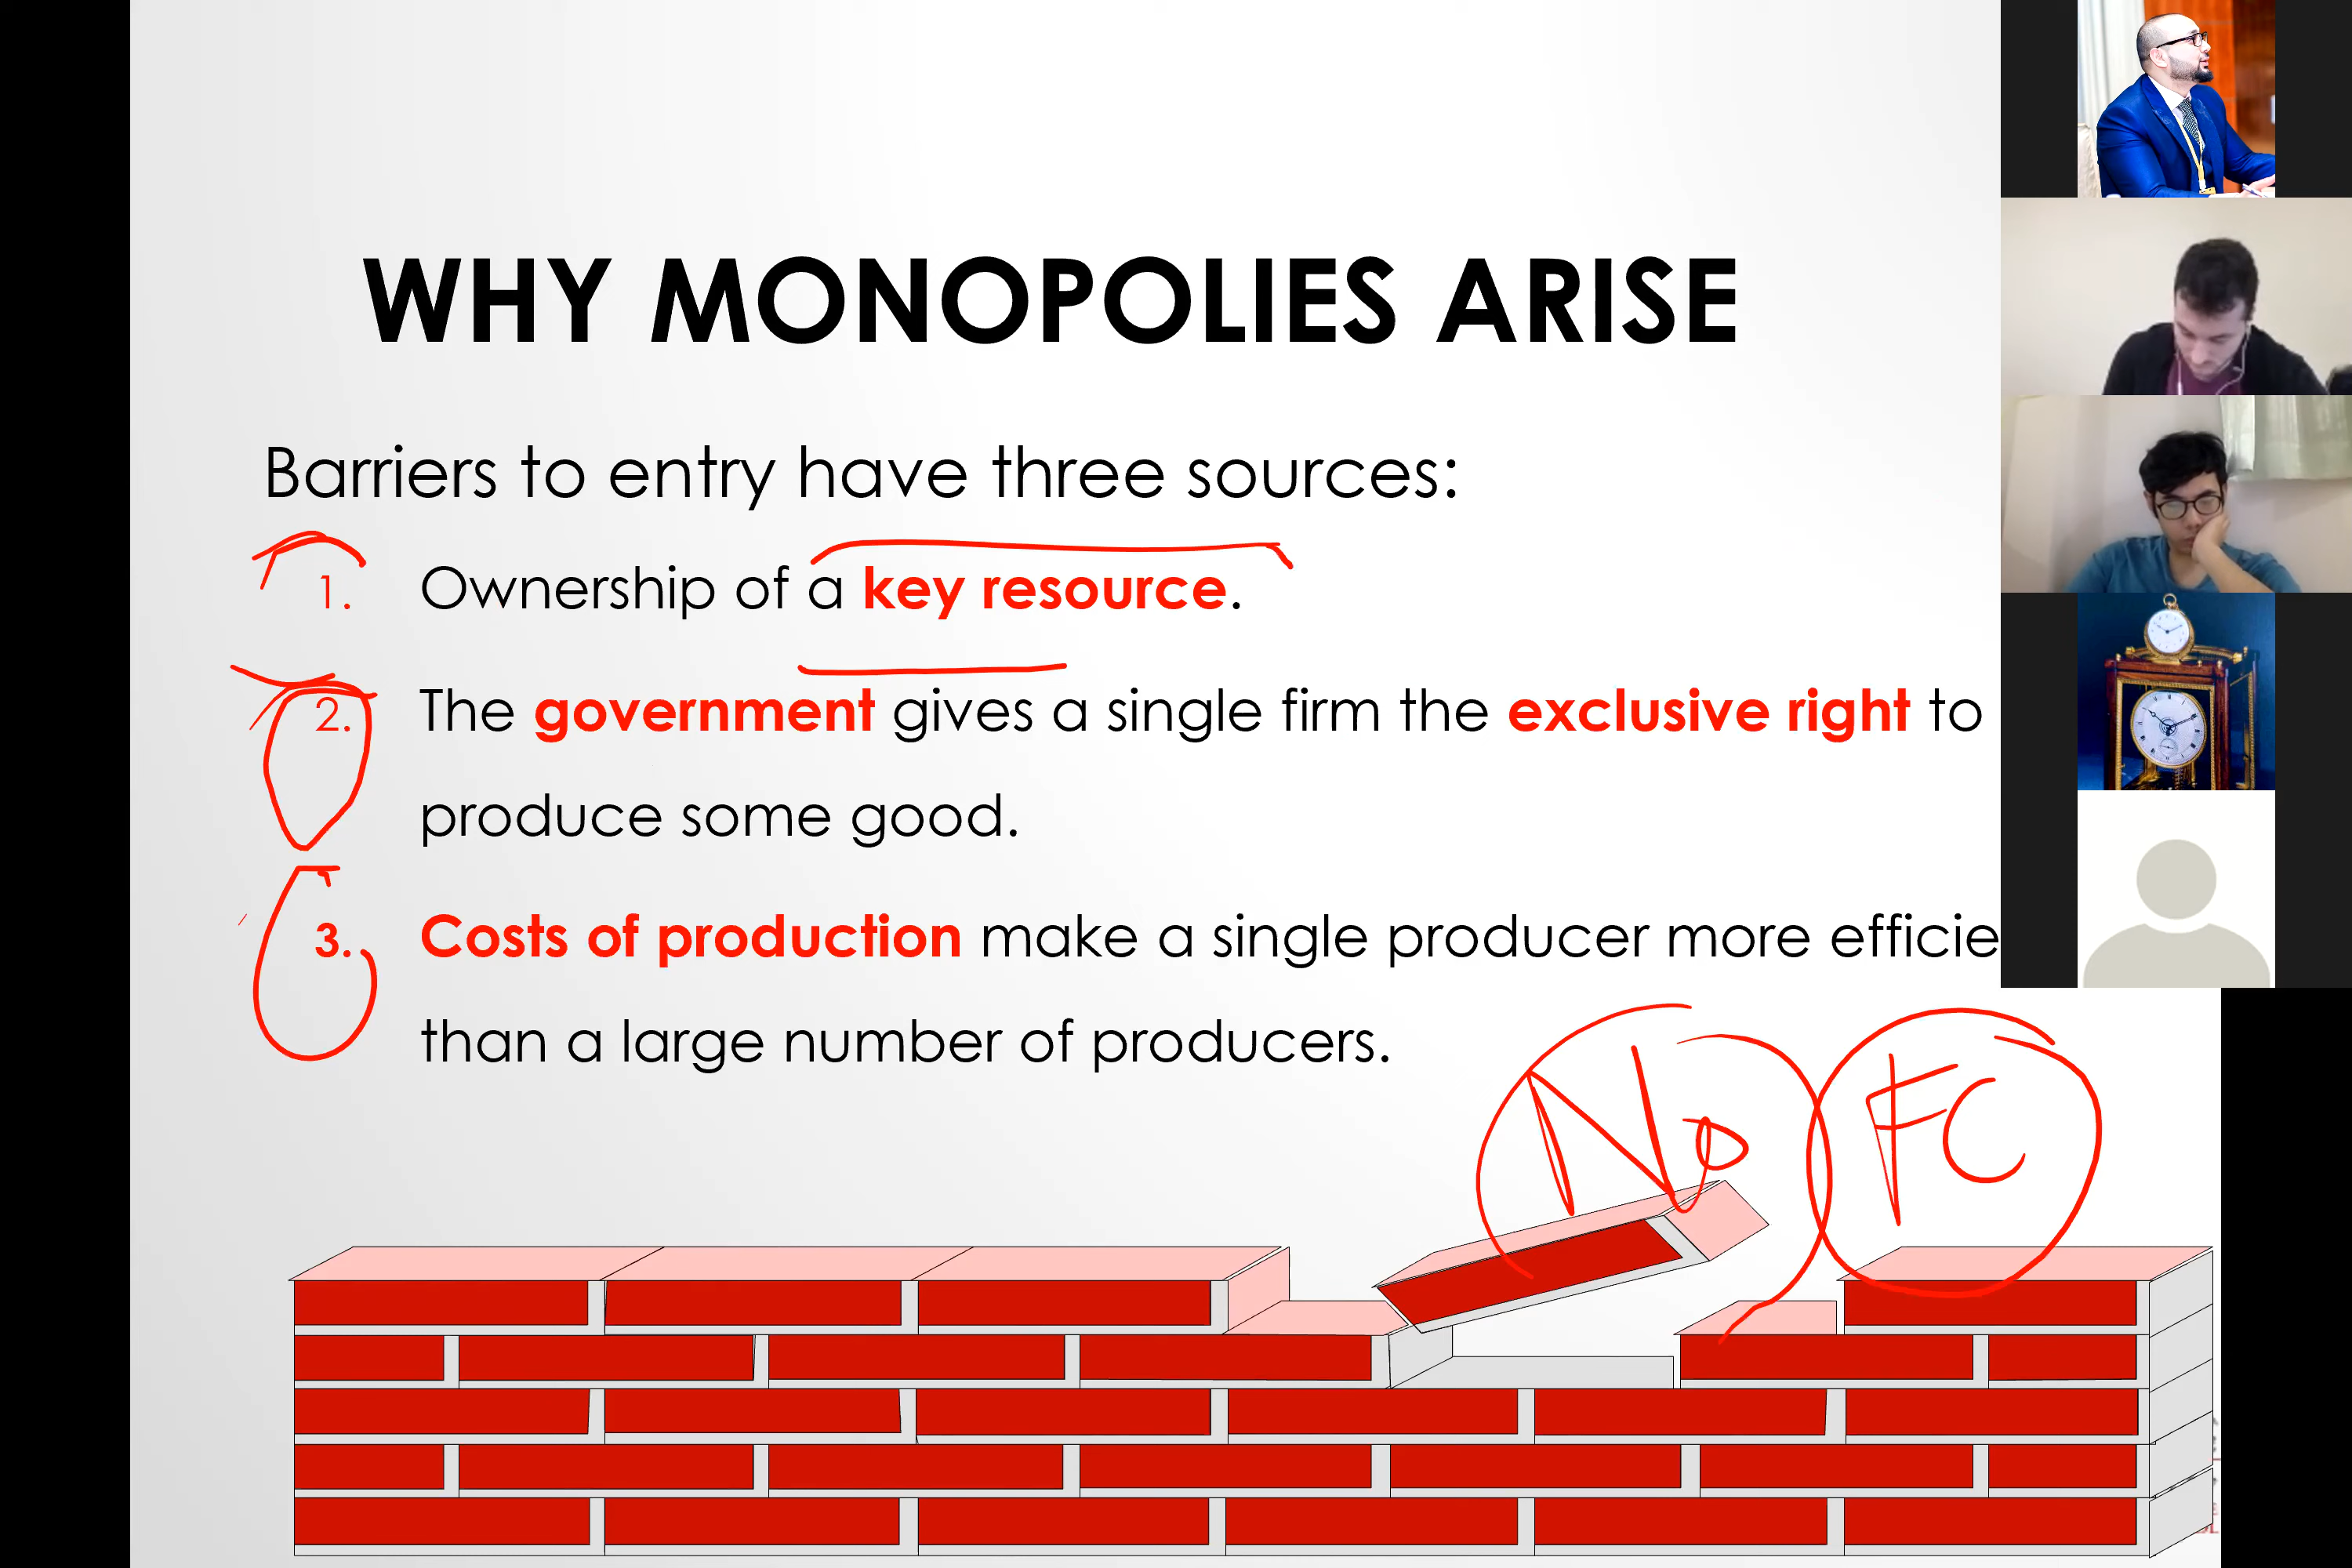 WHY MONOPOLIES ARISE
Barriers to entry have three sources:
1. Ownership of a key resource.
2. The government gives a single firm the exclusive right to
produce some good.
3. Costs of production make a single producer more efficie
than a large number of producers.
No FC